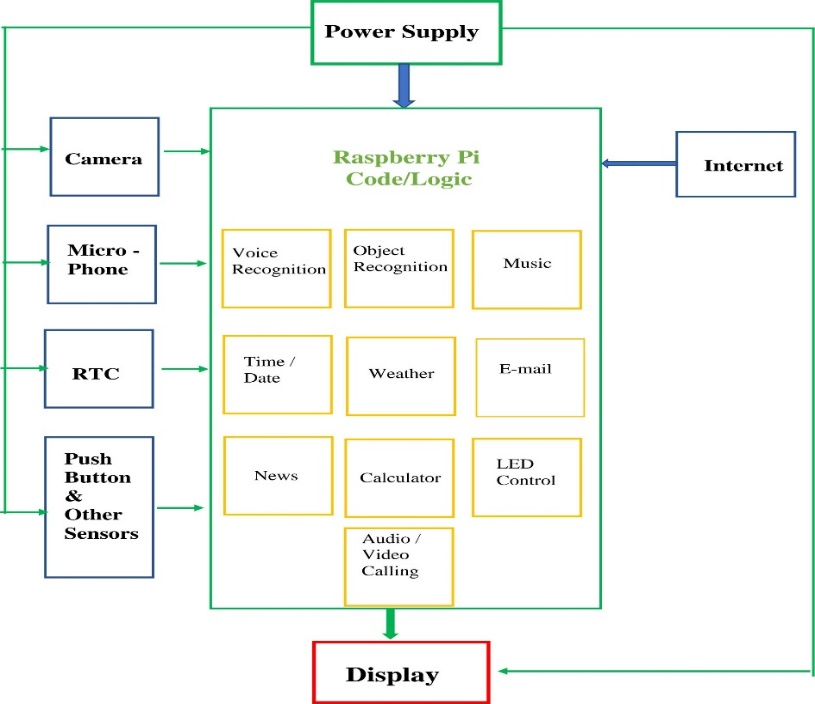 Power Supply
Camera
Raspberry Pi
Code/Logic
Internet
Micro -
Phone
Voice
Recognition
Object
Recognition
Music
RTC
Time /
Date
Weather
E-mail
Push
Button
&
Other
Sensors
News
Calculator
LED
Control
Audio /
Video
Calling
Display